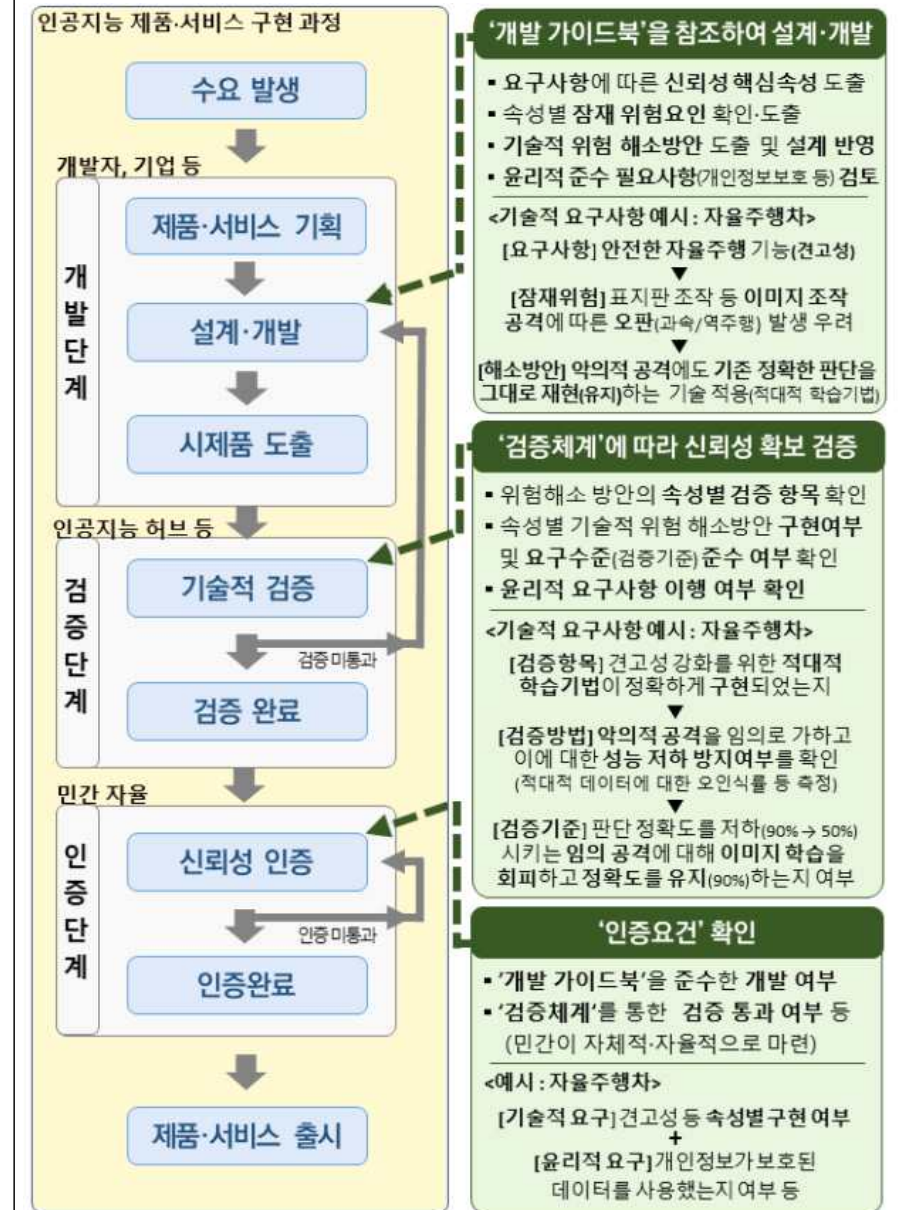 인공지능 제품·서비스 구현 과정
수요 발생
개발자, 기업 등
개발단계
제품·서비스 기획
설계·개발
시제품 도출
인공지능 허브 등
검증단계
기술적 검증
검증 미통과
검증 완료
민간 자율
인증단계
신뢰성 인증
인증 미통과
인증완료
제품·서비스 출시
'개발 가이드북'을 참조하여 설계·개발
▪ 요구사항에 따른 신뢰성 핵심속성 도출
▪ 속성별 잠재 위험요인 확인·도출
▪ 기술적 위험 해소방안 도출 및 설계 반영
▪ 윤리적 준수 필요사항(개인정보보호 등) 검토
<기술적 요구사항 예시 : 자율주행차>
[요구사항] 안전한 자율주행 기능(견고성)
▼
[잠재위험] 표지판 조작 등 이미지 조작
공격에 따른 오판(과속/역주행) 발생 우려
▼
[해소방안] 악의적 공격에도 기존 정확한 판단을
그대로 재현(유지)하는 기술 적용(적대적 학습기법)
'검증체계'에 따라 신뢰성 확보 검증
▪ 위험해소 방안의 속성별 검증 항목 확인
▪ 속성별 기술적 위험 해소방안 구현여부
및 요구수준(검증기준) 준수 여부 확인
▪ 윤리적 요구사항 이행 여부 확인
<기술적 요구사항 예시 : 자율주행차>
[검증항목] 견고성 강화를 위한 적대적
학습기법이 정확하게 구현되었는지
▼
[검증방법] 악의적 공격을 임의로 가하고
이에 대한 성능 저하 방지여부를 확인
(적대적 데이터에 대한 오인식률 등 측정)
▼
[검증기준] 판단 정확도를 저하(90% → 50%)
시키는 임의 공격에 대해 이미지 학습을
회피하고 정확도를 유지(90%)하는지 여부
'인증요건' 확인
▪ '개발 가이드북'을 준수한 개발 여부
▪ '검증체계'를 통한 검증 통과 여부 등
(민간이 자체적·자율적으로 마련)
<예시 : 자율주행차>
[기술적 요구] 견고성 등 속성별 구현 여부
+
[윤리적 요구] 개인정보가 보호된
데이터를 사용했는지 여부 등